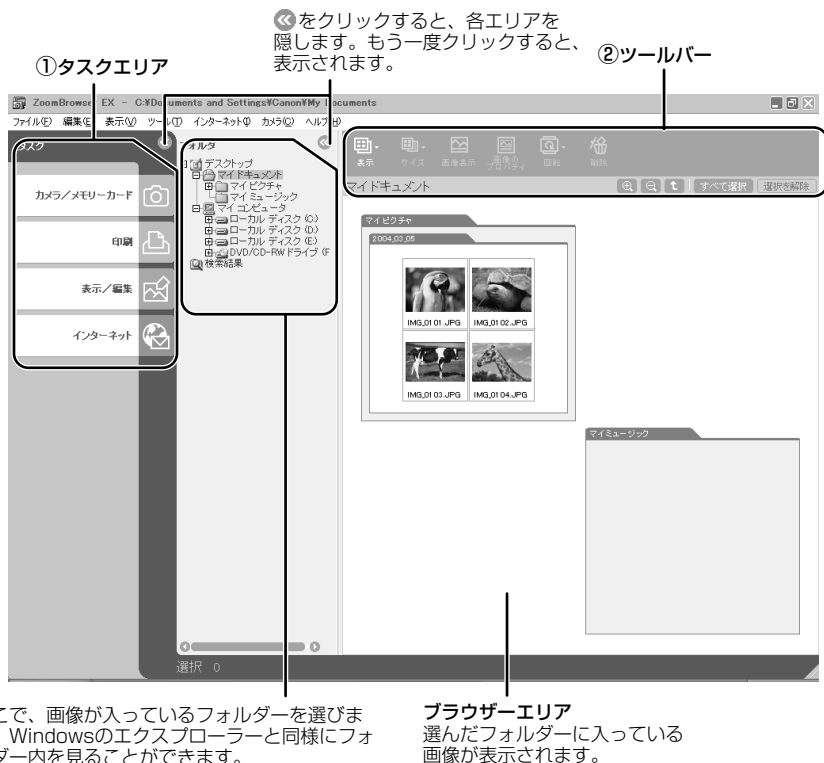 ≪をクリックすると、各エリアを
隠します。もう一度クリックすると、
表示されます。
①タスクエリア
②ツールバー
ZoomBrowser EX - C:¥Documents and Settings¥Canon¥My Documents
ファイル(F) 編集(E) 表示(V) ツール(T) インターネット(I) カメラ(C) ヘルプ(H)
タスク
カメラ／メモリーカード
印刷
表示／編集
インターネット
フォルダ
デスクトップ
マイドキュメント
マイピクチャ
マイミュージック
マイコンピュータ
ローカル ディスク (C:)
ローカル ディスク (D:)
ローカル ディスク (E:)
DVD/CD-RWドライブ (F
検索結果
表示
サイズ
画像表示
画像の
プロパティ
回転
削除
マイドキュメント
すべて選択
選択を解除
マイピクチャ
2004_03_05
IMG_0101.JPG
IMG_0102.JPG
IMG_0103.JPG
IMG_0104.JPG
マイミュージック
選択 0
こで、画像が入っているフォルダーを選びま
Windowsのエクスプローラーと同様にフォ
ダー内を見ることができます。
ブラウザーエリア
選んだフォルダーに入っている
画像が表示されます。